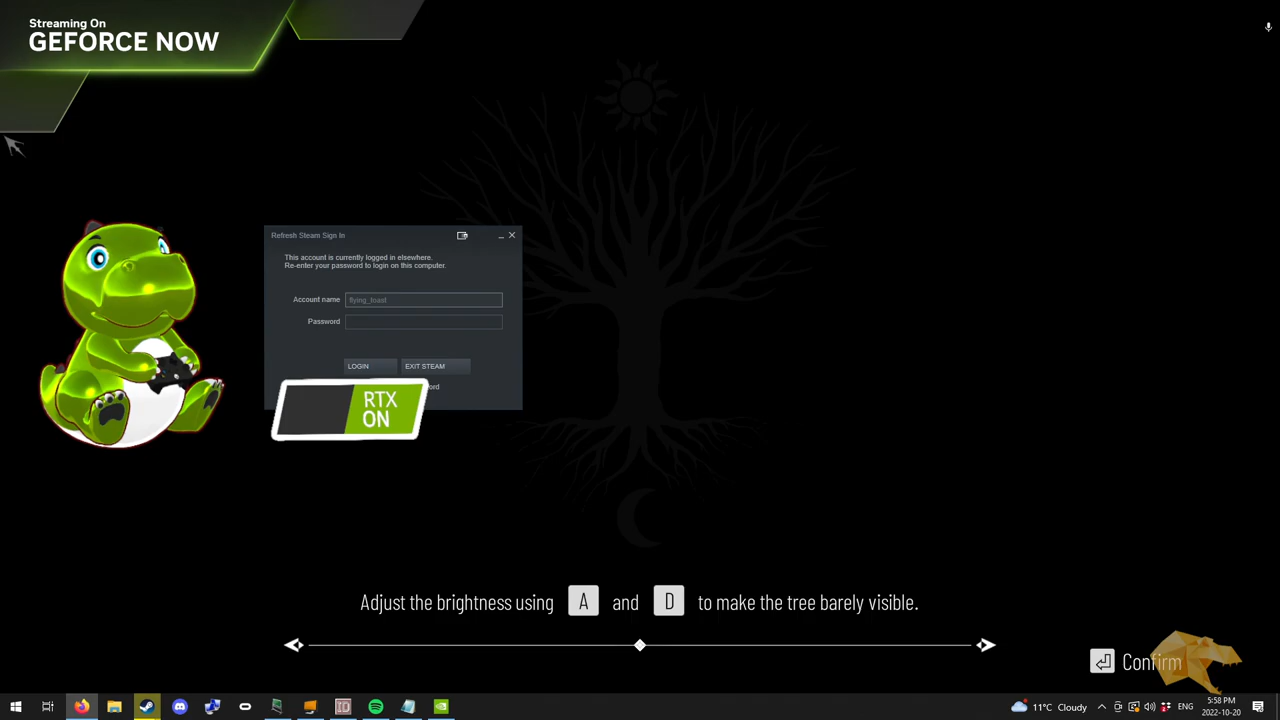 Streaming On
GEFORCE NOW
Refresh Steam Sign In
This account is currently logged in elsewhere.
Re-enter your password to login on this computer.
Account name
flying_toast
Password
LOGIN
EXIT STEAM
RTX
ON
Adjust the brightness using A and D to make the tree barely visible.
Confirm
11°C Cloudy
ENG
5:58 PM
2022-10-20